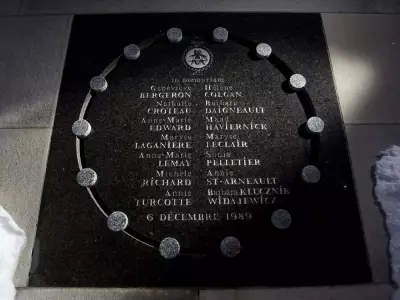 in memoriam
Geneviève Hélène
BERGERON COLGAN
Nathalie Barbara
CROTEAU DAIGNEAULT
Anne-Marie Maud
EDWARD HAVIERNICK
Maryse Maryse
LAGANIERE LECLAIR
Anne-Marie Sonia
LEMAY PELLETIER
Michèle Annie
RICHARD ST-ARNEAULT
Annie Barbara KLUCZNIK
TURCOTTE WIDAJEWICZ
6 DÉCEMBRE 1989